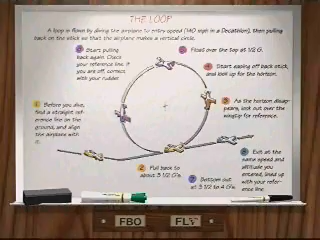 THE LOOP
A loop is flown by diving the airplane to entry speed (140 mph in a Decathlon), then pulling
back on the stick so that the airplane makes a vertical circle.
6 Start pulling
back again. Check
your reference line. If
you are off, correct
with your rudder.
5 Float over the top at 1/2 G.
4 Start easing off back stick,
and look up for the horizon.
1 Before you dive,
find a straight ref-
erence line on the
ground, and align
the airplane with
it.
3 As the horizon disap-
pears, look out over the
wingtip for reference.
2 Pull back to
about 3 1/2 G's.
7 Bottom out
at 3 1/2 to 4 G's.
8 Exit at the
same speed and
altitude you
entered, lined up
with your refer-
ence line.
FBO
FLY